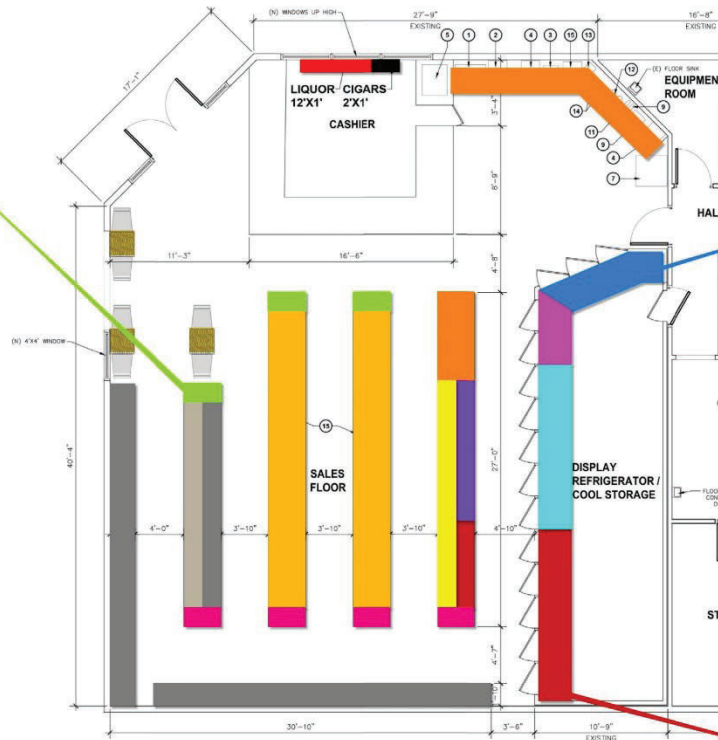 27'-9"
EXISTING
16'-8"
EXISTING
(N) WINDOWS UP HIGH
5
1
2
4
3
15
13
17'-1"
LIQUOR CIGARS
12'X1' 2'X1'
CASHIER
3'-4"
12
(E) FLOOR SINK
EQUIPMEN
ROOM
9
14
11
9
4
7
8'-9"
HAL
11'-3"
16'-6"
4'-8"
(N) 4'X4' WINDOW
40'-4"
15
SALES
FLOOR
27'-0"
DISPLAY
REFRIGERATOR /
COOL STORAGE
FLOO
CON
D
4'-0"
3'-10"
3'-10"
3'-10"
4'-10"
ST
4'-7"
30'-10"
3'-6"
10'-9"
EXISTING